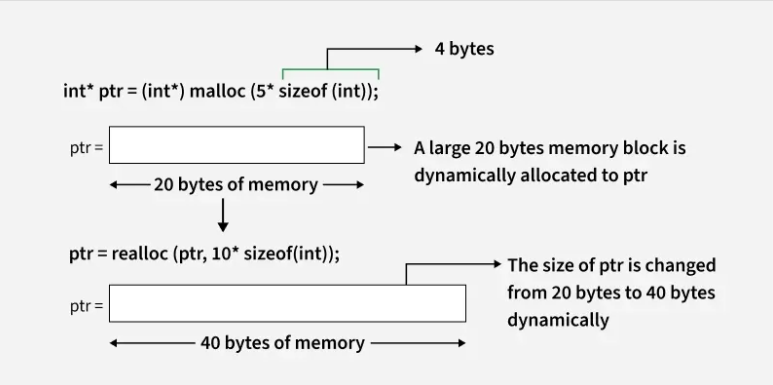 4 bytes
int* ptr = (int*) malloc (5* sizeof (int));
ptr =
A large 20 bytes memory block is
dynamically allocated to ptr
20 bytes of memory
ptr = realloc (ptr, 10* sizeof(int));
The size of ptr is changed
from 20 bytes to 40 bytes
dynamically
ptr =
40 bytes of memory